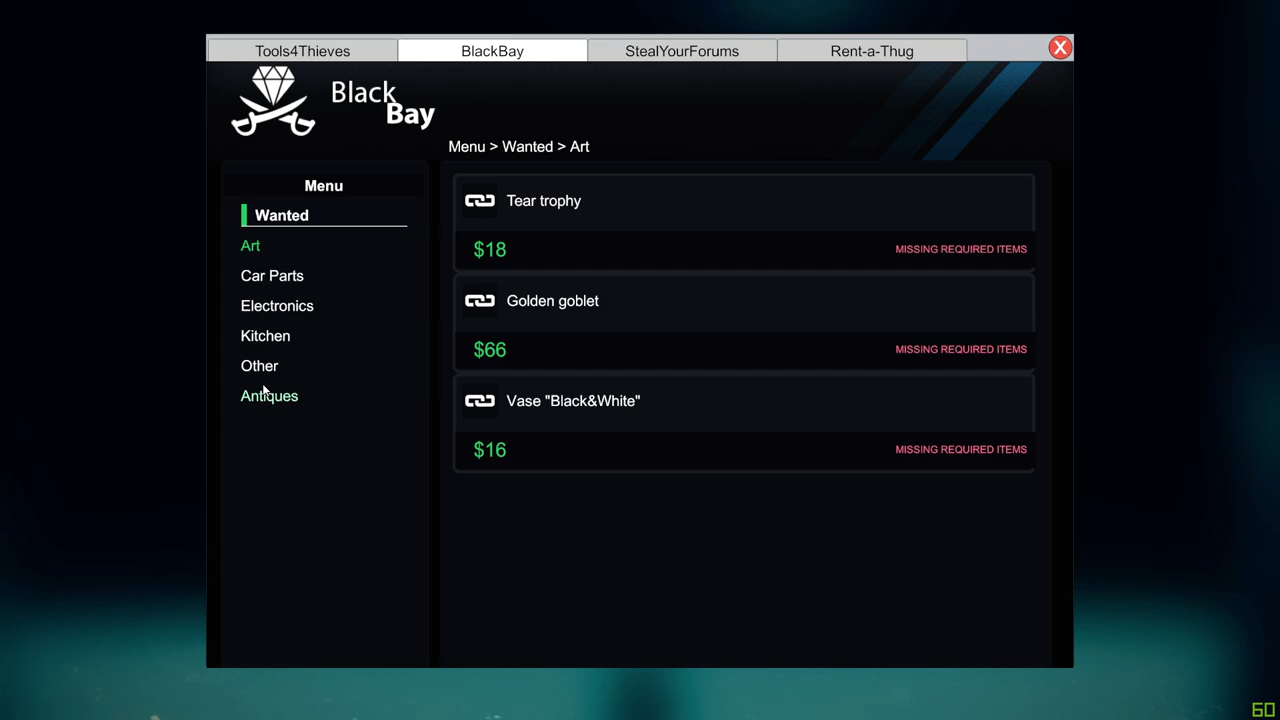 Tools4Thieves
BlackBay
StealYourForums
Rent-a-Thug
X
Black
Bay
Menu > Wanted > Art
Menu
Wanted
Art
Car Parts
Electronics
Kitchen
Other
Antiques
Tear trophy
$18
MISSING REQUIRED ITEMS
Golden goblet
$66
MISSING REQUIRED ITEMS
Vase "Black&White"
$16
MISSING REQUIRED ITEMS
60